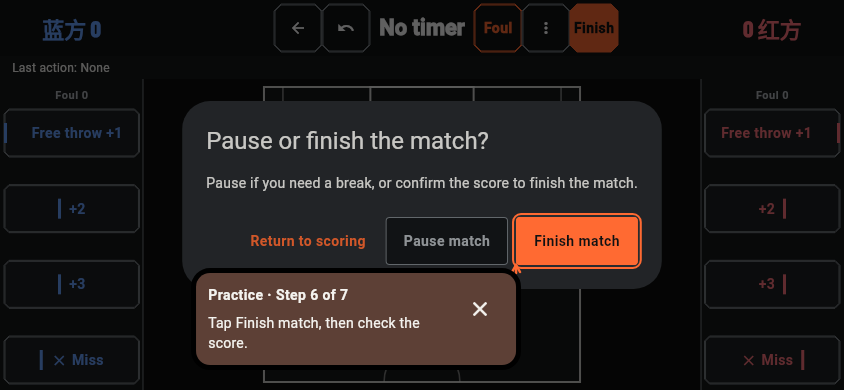 蓝方 0
No timer
Foul
Finish
0 红方
Last action: None
Foul 0
Foul 0
Free throw +1
Free throw +1
Pause or finish the match?
Pause if you need a break, or confirm the score to finish the match.
+2
+2
Return to scoring
Pause match
Finish match
+3
+3
Practice · Step 6 of 7
Tap Finish match, then check the
score.
Miss
Miss